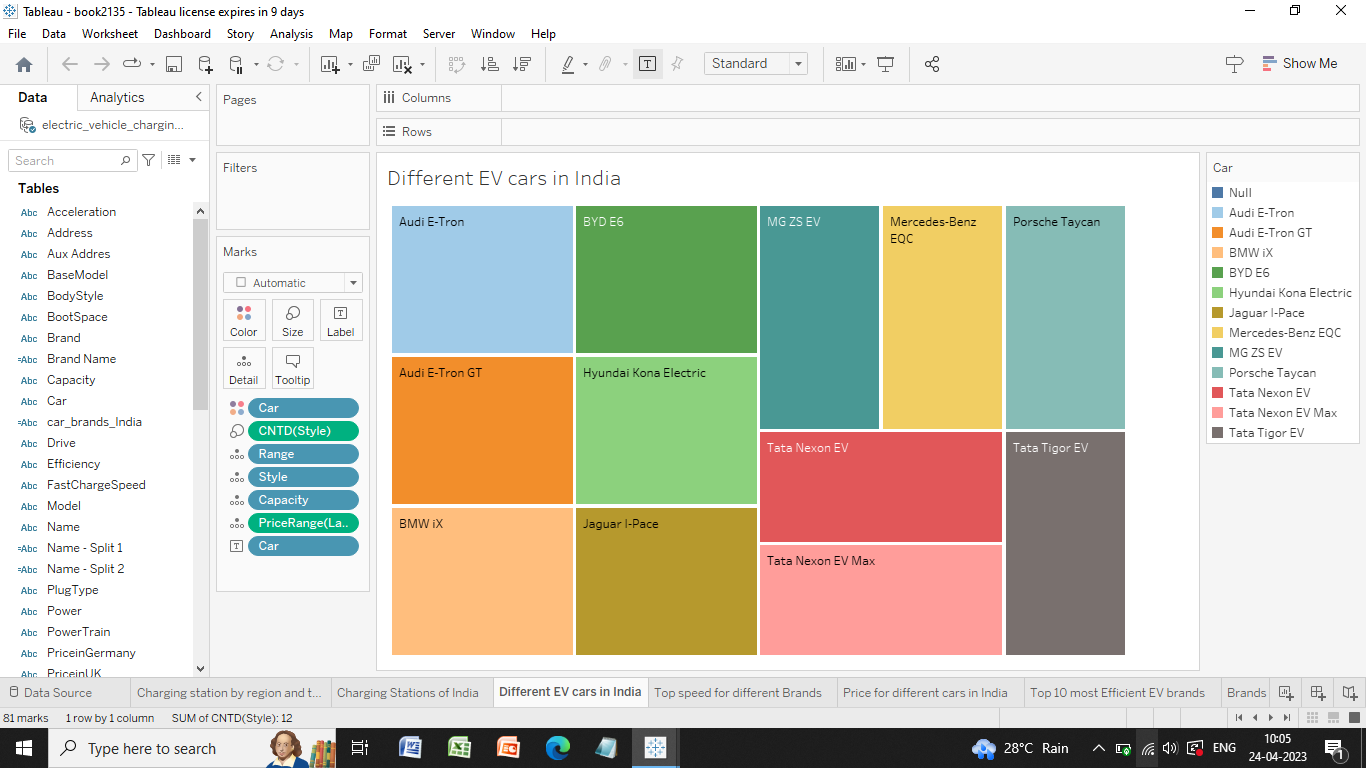 Tableau - book2135 - Tableau license expires in 9 days
File Data Worksheet Dashboard Story Analysis Map Format Server Window Help
Standard
Show Me
Data Analytics
electric_vehicle_chargin...
Search
Tables
Abc Acceleration
Abc Address
Abc Aux Addres
Abc BaseModel
Abc BodyStyle
Abc BootSpace
Abc Brand
=Abc Brand Name
Abc Capacity
Abc Car
=Abc car_brands_India
Abc Drive
Abc Efficiency
Abc FastChargeSpeed
Abc Model
Abc Name
=Abc Name - Split 1
=Abc Name - Split 2
Abc PlugType
Abc Power
Abc PowerTrain
Abc PriceinGermany
Abc PriceinUK
Pages
Filters
Marks
Automatic
Color Size Label
Detail Tooltip
Car
CNTD(Style)
Range
Style
Capacity
PriceRange(La..
Car
Columns
Rows
Different EV cars in India
Audi E-Tron
BYD E6
MG ZS EV
Mercedes-Benz
EQC
Porsche Taycan
Audi E-Tron GT
Hyundai Kona Electric
Tata Nexon EV
Tata Tigor EV
BMW iX
Jaguar I-Pace
Tata Nexon EV Max
Car
Null
Audi E-Tron
Audi E-Tron GT
BMW iX
BYD E6
Hyundai Kona Electric
Jaguar I-Pace
Mercedes-Benz EQC
MG ZS EV
Porsche Taycan
Tata Nexon EV
Tata Nexon EV Max
Tata Tigor EV
Data Source Charging station by region and t... Charging Stations of India Different EV cars in India Top speed for different Brands Price for different cars in India Top 10 most Efficient EV brands Brands
81 marks 1 row by 1 column SUM of CNTD(Style): 12
Type here to search
28°C Rain
ENG
10:05
24-04-2023
1